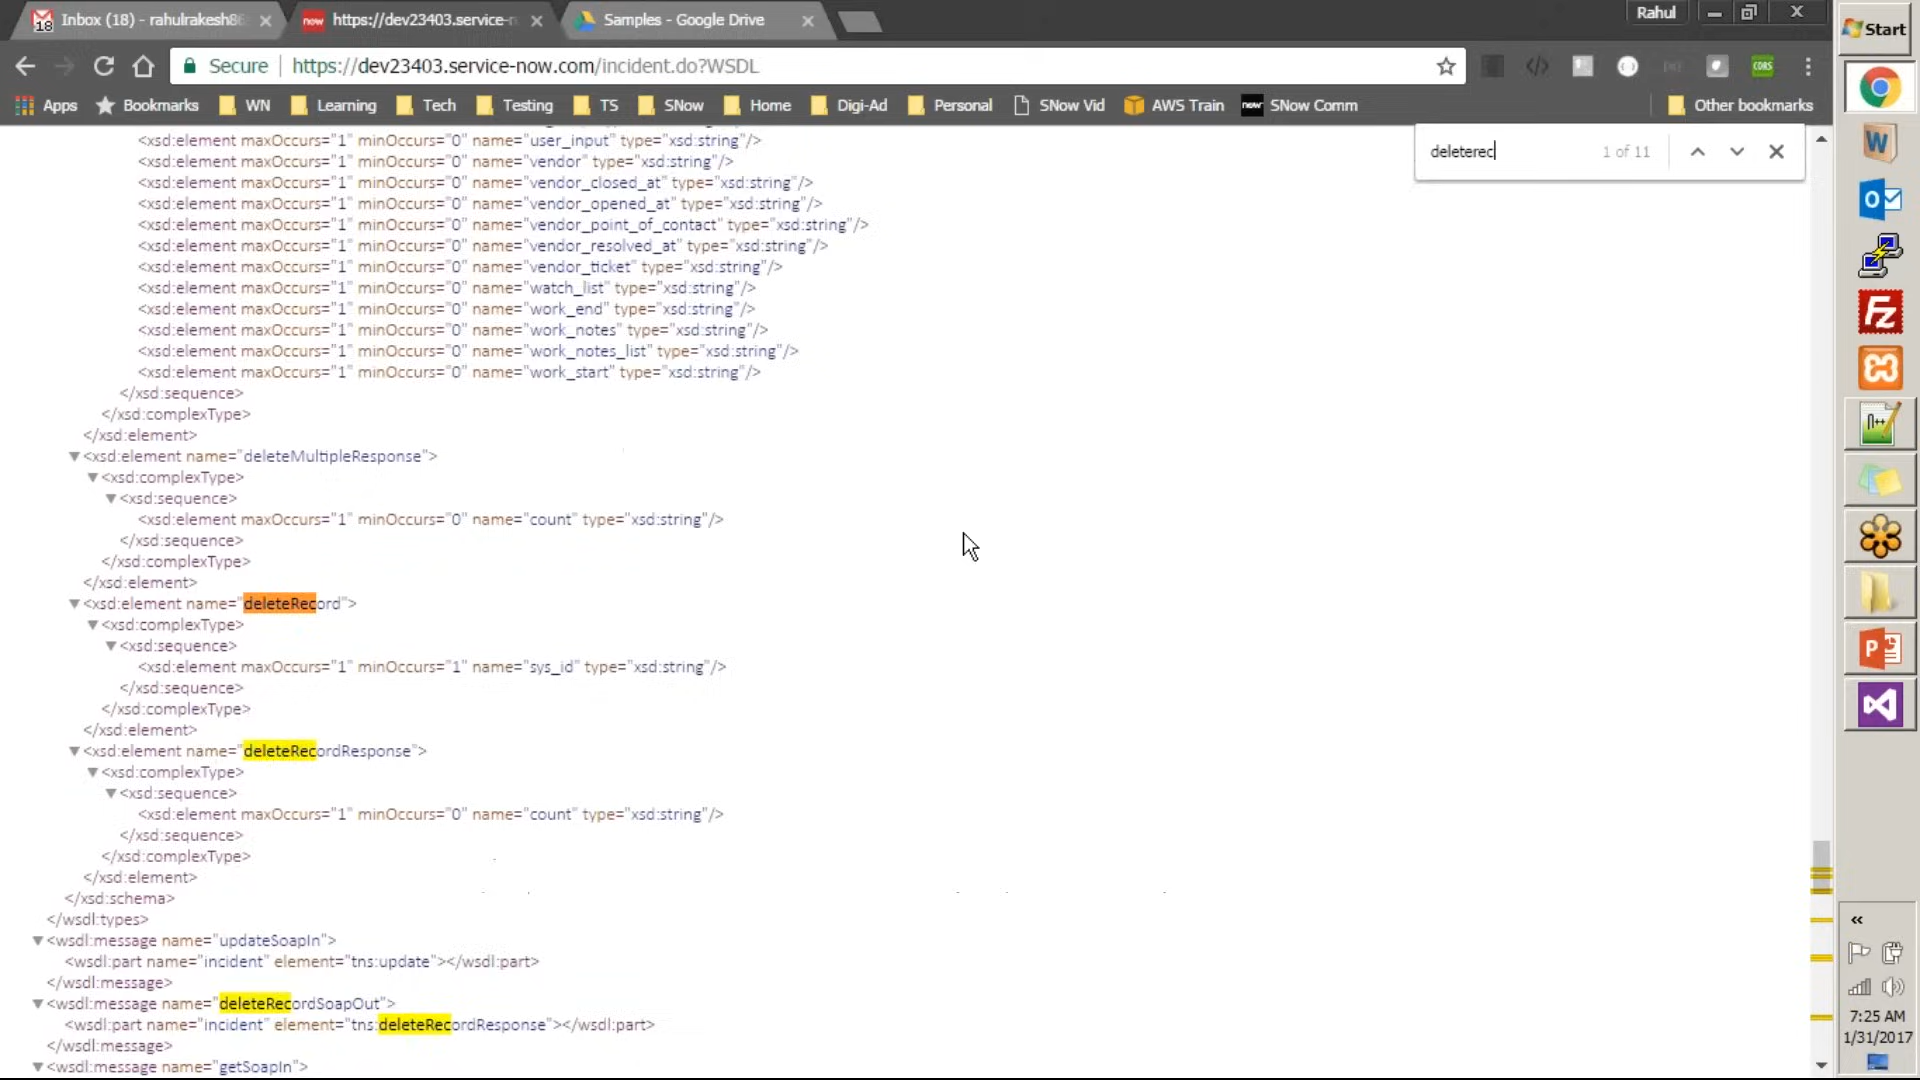 Inbox (18) - rahulrakesh86
https://dev23403.service-n
Samples - Google Drive
Rahul
Start
Secure
https://dev23403.service-now.com/incident.do?WSDL
Apps
Bookmarks
WN
Learning
Tech
Testing
TS
SNow
Home
Digi-Ad
Personal
SNow Vid
AWS Train
SNow Comm
Other bookmarks
deleterec
1 of 11
<xsd:element maxOccurs="1" minOccurs="0" name="user_input" type="xsd:string"/>
<xsd:element maxOccurs="1" minOccurs="0" name="vendor" type="xsd:string"/>
<xsd:element maxOccurs="1" minOccurs="0" name="vendor_closed_at" type="xsd:string"/>
<xsd:element maxOccurs="1" minOccurs="0" name="vendor_opened_at" type="xsd:string"/>
<xsd:element maxOccurs="1" minOccurs="0" name="vendor_point_of_contact" type="xsd:string"/>
<xsd:element maxOccurs="1" minOccurs="0" name="vendor_resolved_at" type="xsd:string"/>
<xsd:element maxOccurs="1" minOccurs="0" name="vendor_ticket" type="xsd:string"/>
<xsd:element maxOccurs="1" minOccurs="0" name="watch_list" type="xsd:string"/>
<xsd:element maxOccurs="1" minOccurs="0" name="work_end" type="xsd:string"/>
<xsd:element maxOccurs="1" minOccurs="0" name="work_notes" type="xsd:string"/>
<xsd:element maxOccurs="1" minOccurs="0" name="work_notes_list" type="xsd:string"/>
<xsd:element maxOccurs="1" minOccurs="0" name="work_start" type="xsd:string"/>
</xsd:sequence>
</xsd:complexType>
</xsd:element>
<xsd:element name="deleteMultipleResponse">
<xsd:complexType>
<xsd:sequence>
<xsd:element maxOccurs="1" minOccurs="0" name="count" type="xsd:string"/>
</xsd:sequence>
</xsd:complexType>
</xsd:element>
<xsd:element name="deleteRecord">
<xsd:complexType>
<xsd:sequence>
<xsd:element maxOccurs="1" minOccurs="1" name="sys_id" type="xsd:string"/>
</xsd:sequence>
</xsd:complexType>
</xsd:element>
<xsd:element name="deleteRecordResponse">
<xsd:complexType>
<xsd:sequence>
<xsd:element maxOccurs="1" minOccurs="0" name="count" type="xsd:string"/>
</xsd:sequence>
</xsd:complexType>
</xsd:element>
</xsd:schema>
</wsdl:types>
<wsdl:message name="updateSoapIn">
<wsdl:part name="incident" element="tns:update"></wsdl:part>
</wsdl:message>
<wsdl:message name="deleteRecordSoapOut">
<wsdl:part name="incident" element="tns:deleteRecordResponse"></wsdl:part>
</wsdl:message>
<wsdl:message name="getSoapIn">
7:25 AM
1/31/2017